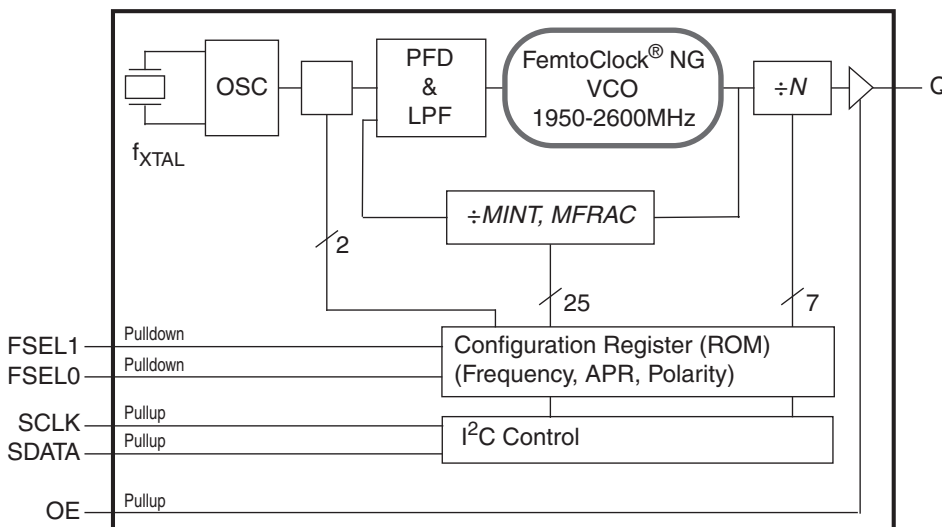 OSC
PFD
&
LPF
FemtoClock® NG
VCO
1950-2600MHz
÷N
Q
fXTAL
÷MINT, MFRAC
2
25
7
FSEL1
Pulldown
FSEL0
Pulldown
Configuration Register (ROM)
(Frequency, APR, Polarity)
SCLK
Pullup
SDATA
Pullup
I²C Control
OE
Pullup